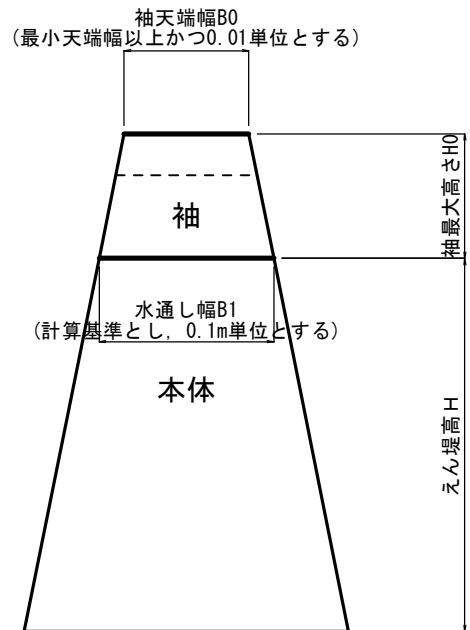 袖天端幅B0
(最小天端幅以上かつ0.01単位とする)
袖最大高さH0
袖
水通し幅B1
(計算基準とし, 0.1m単位とする)
本体
えん堤高H